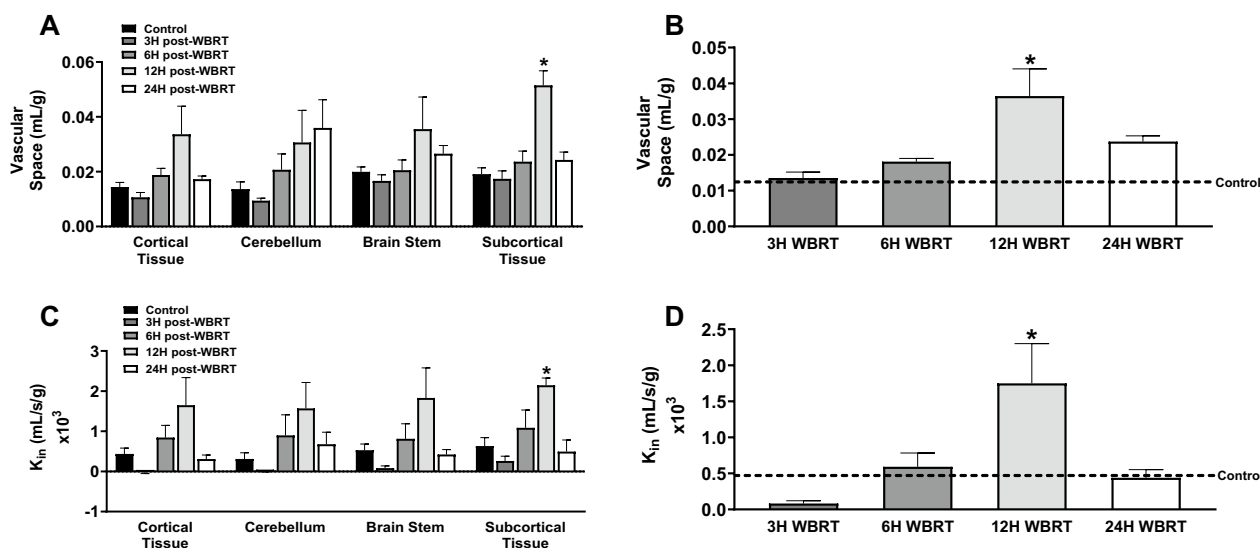 A
Control
3H post-WBRT
6H post-WBRT
12H post-WBRT
24H post-WBRT
Vascular
Space (mL/g)
0.06
0.04
0.02
0.00
*
Cortical
Tissue
Cerebellum
Brain Stem
Subcortical
Tissue
B
Vascular
Space (mL/g)
0.05
0.04
0.03
0.02
0.01
0.00
*
Control
3H WBRT
6H WBRT
12H WBRT
24H WBRT
C
Control
3H post-WBRT
6H post-WBRT
12H post-WBRT
24H post-WBRT
Kin (mL/s/g)
x10³
3
2
1
0
-1
*
Cortical
Tissue
Cerebellum
Brain Stem
Subcortical
Tissue
D
Kin (mL/s/g)
x10³
2.5
2.0
1.5
1.0
0.5
0.0
*
Control
3H WBRT
6H WBRT
12H WBRT
24H WBRT